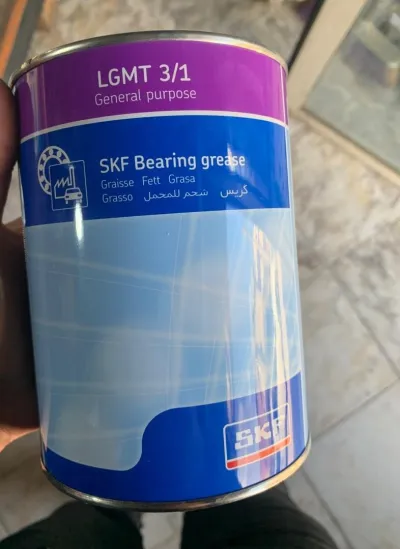 LGMT 3/1
General purpose
SKF Bearing grease
Graisse Fett Grasa
Grasso شحم للمحمل گریس
SKF